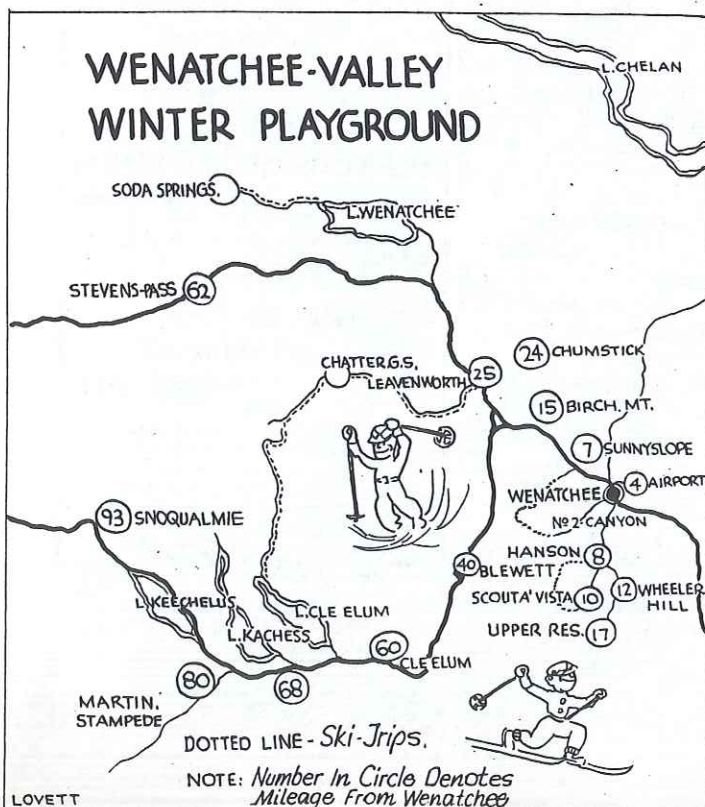 WENATCHEE-VALLEY
WINTER PLAYGROUND
L.CHELAN
SODA SPRINGS.
L.WENATCHEE
STEVENS-PASS 62
24 CHUMSTICK
CHATTER.G.S.
LEAVENWORTH 25
15 BIRCH. MT.
7 SUNNYSLOPE
4 AIRPORT
WENATCHEE
No 2-CANYON
93 SNOQUALMIE
HANSON 8
40 BLEWETT
SCOUT-A-VISTA 10
12 WHEELER
HILL
L.KEECHELUS
L.CLE ELUM
L.KACHESS
UPPER RES. 17
60
CLE ELUM
80
68
MARTIN.
STAMPEDE
DOTTED LINE - Ski-Trips.
NOTE: Number In Circle Denotes
Mileage From Wenatchee
LOVETT